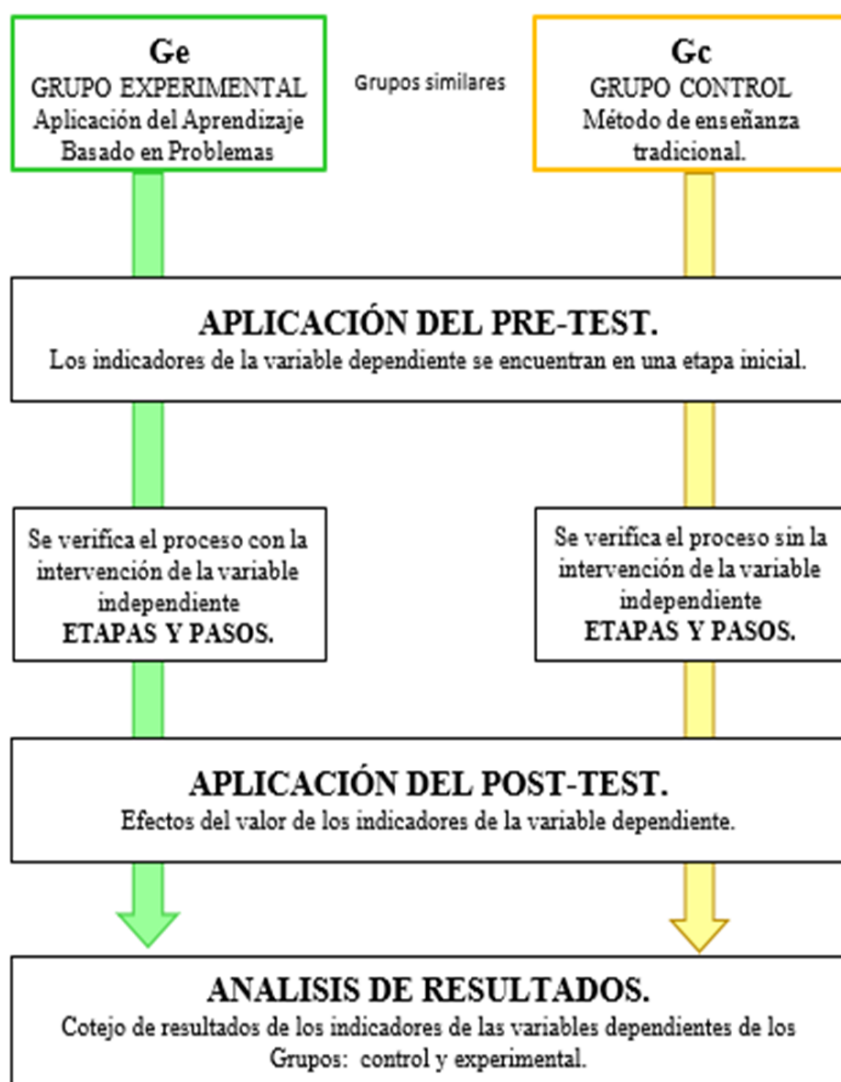 Ge
GRUPO EXPERIMENTAL
Aplicación del Aprendizaje
Basado en Problemas
Grupos similares
Gc
GRUPO CONTROL
Método de enseñanza
tradicional.
APLICACIÓN DEL PRE-TEST.
Los indicadores de la variable dependiente se encuentran en una etapa inicial.
Se verifica el proceso con la
intervención de la variable
independiente
ETAPAS Y PASOS.
Se verifica el proceso sin la
intervención de la variable
independiente
ETAPAS Y PASOS.
APLICACIÓN DEL POST-TEST.
Efectos del valor de los indicadores de la variable dependiente.
ANALISIS DE RESULTADOS.
Cotejo de resultados de los indicadores de las variables dependientes de los
Grupos: control y experimental.